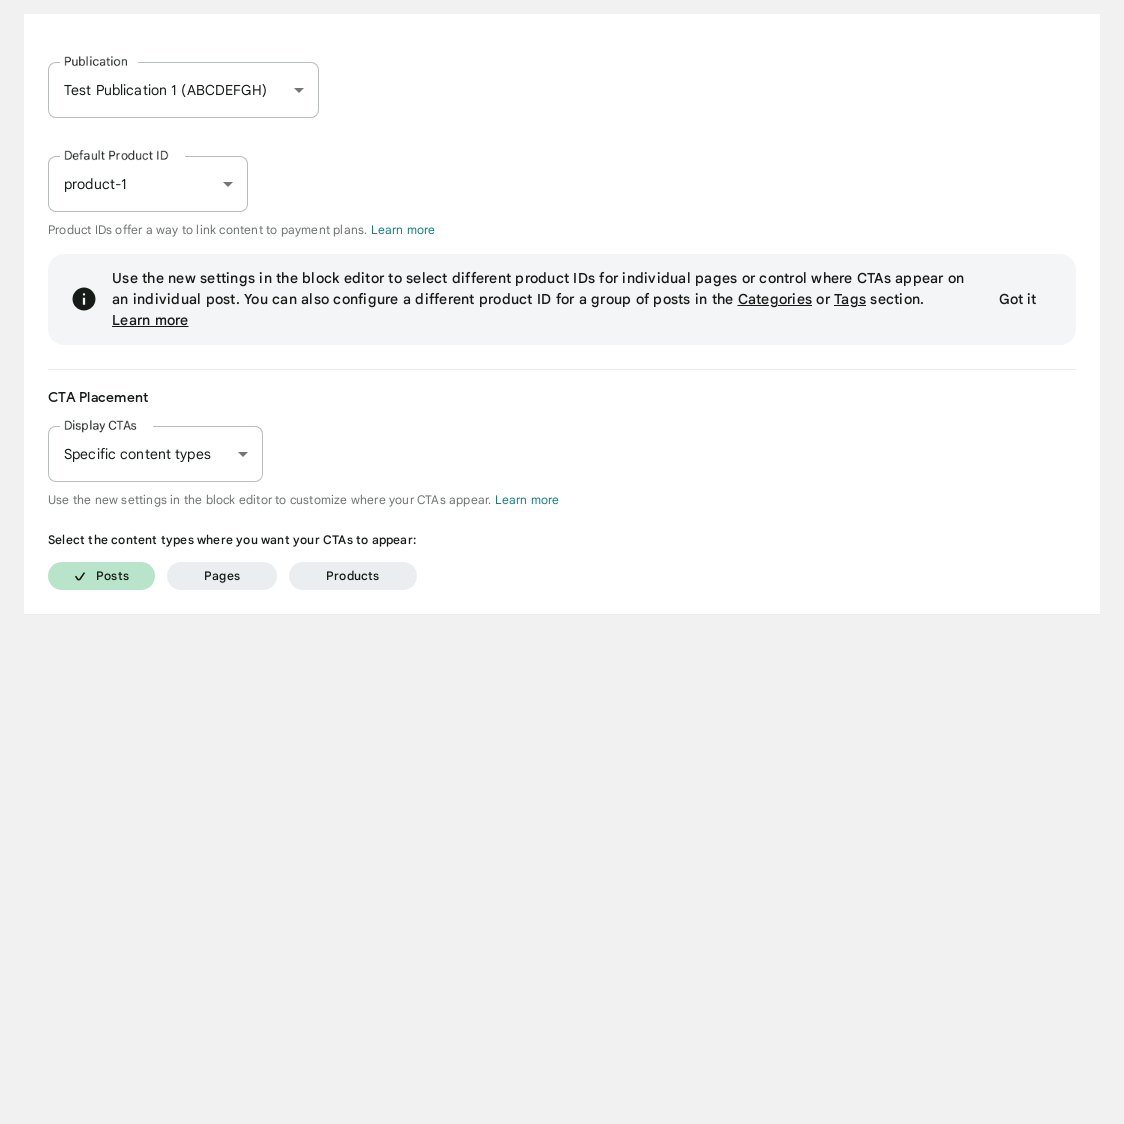 Publication
Test Publication 1 (ABCDEFGH)
Default Product ID
product-1
Product IDs offer a way to link content to payment plans. Learn more
Use the new settings in the block editor to select different product IDs for individual pages or control where CTAs appear on
an individual post. You can also configure a different product ID for a group of posts in the Categories or Tags section.
Learn more
Got it
CTA Placement
Display CTAs
Specific content types
Use the new settings in the block editor to customize where your CTAs appear. Learn more
Select the content types where you want your CTAs to appear:
Posts Pages Products